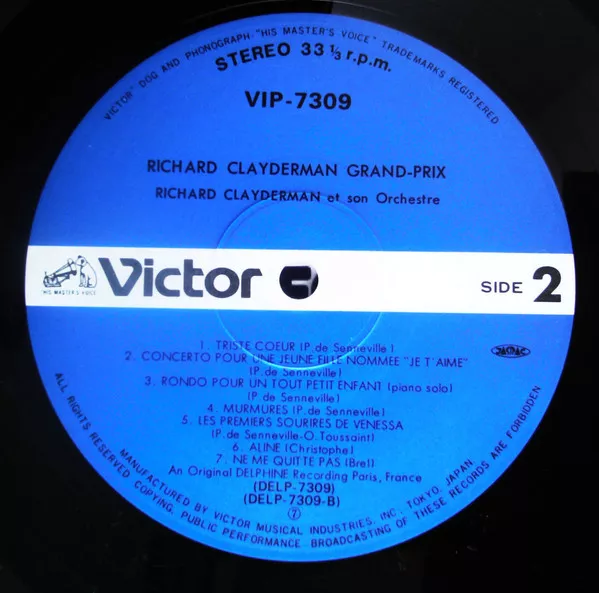 VICTOR" DOG AND PHONOGRAPH. "HIS MASTER'S VOICE" TRADEMARKS REGISTERED
STEREO 33 1/3 r.p.m.
VIP-7309
RICHARD CLAYDERMAN GRAND-PRIX
RICHARD CLAYDERMAN et son Orchestre
"HIS MASTER'S VOICE"
Victor
SIDE 2
1. TRISTE COEUR (P. de Senneville)
2. CONCERTO POUR UNE JEUNE FILLE NOMMEE "JE T'AIME"
(P. de Senneville)
3. RONDO POUR UN TOUT PETIT ENFANT (piano solo)
(P. de Senneville)
4. MURMURES (P. de Senneville)
5. LES PREMIERS SOURIRES DE VENESSA
(P. de Senneville-O. Toussaint)
6. ALINE (Christophe)
7. NE ME QUITTE PAS (Brel)
An Original DELPHINE Recording Paris, France
(DELP-7309)
(DELP-7309-B)
7
MANUFACTURED BY VICTOR MUSICAL INDUSTRIES, INC., TOKYO, JAPAN
ALL RIGHTS RESERVED COPYING, PUBLIC PERFORMANCE BROADCASTING OF THESE RECORDS ARE FORBIDDEN